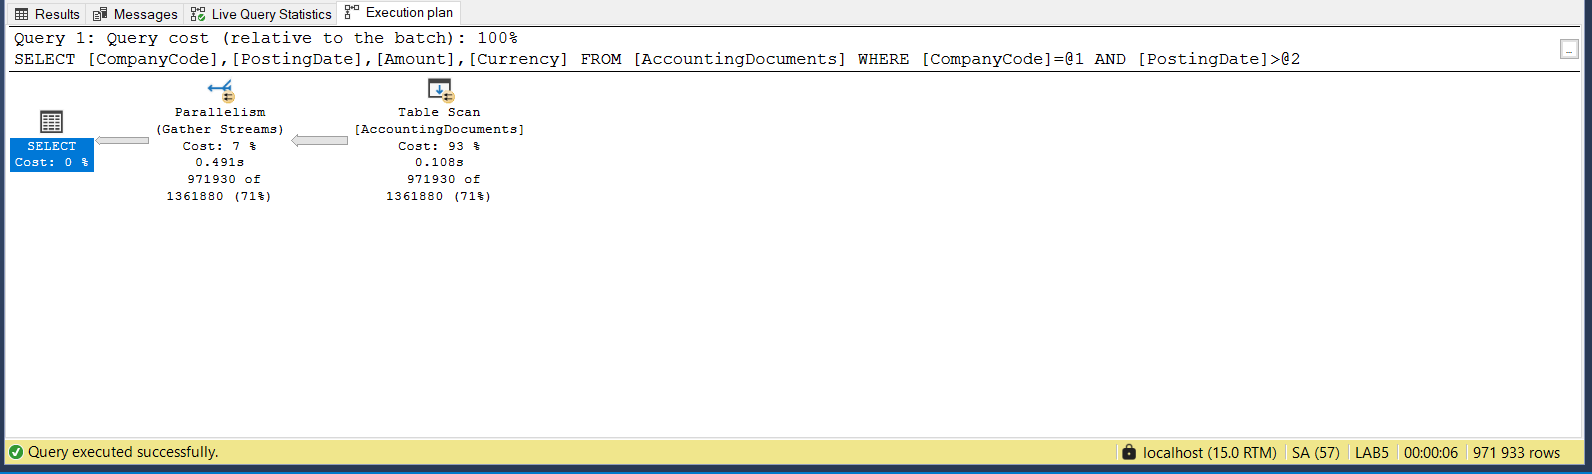 Results Messages Live Query Statistics Execution plan
Query 1: Query cost (relative to the batch): 100%
SELECT [CompanyCode],[PostingDate],[Amount],[Currency] FROM [AccountingDocuments] WHERE [CompanyCode]=@1 AND [PostingDate]>@2
...
SELECT
Cost: 0 %
Parallelism
(Gather Streams)
Cost: 7 %
0.491s
971930 of
1361880 (71%)
Table Scan
[AccountingDocuments]
Cost: 93 %
0.108s
971930 of
1361880 (71%)
Query executed successfully. localhost (15.0 RTM) SA (57) LAB5 00:00:06 971 933 rows